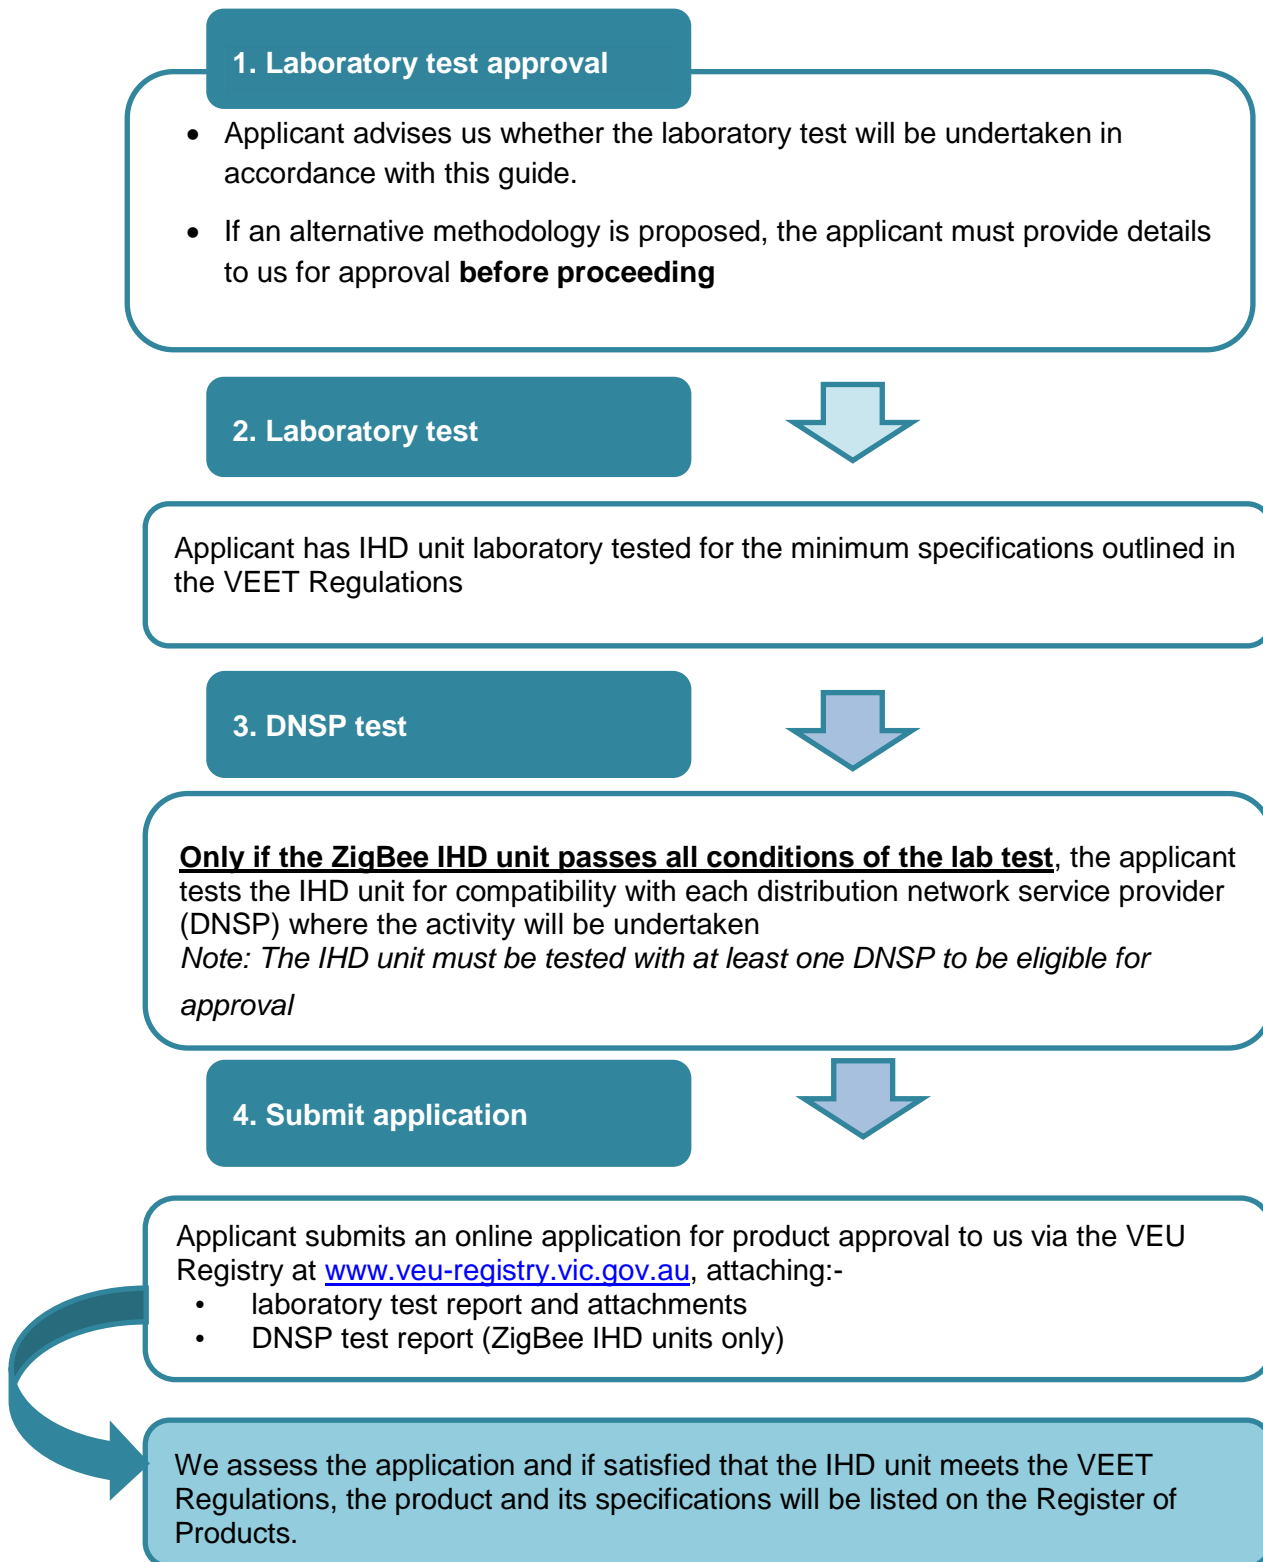 1. Laboratory test approval
• Applicant advises us whether the laboratory test will be undertaken in
accordance with this guide.
• If an alternative methodology is proposed, the applicant must provide details
to us for approval before proceeding
2. Laboratory test
Applicant has IHD unit laboratory tested for the minimum specifications outlined in
the VEET Regulations
3. DNSP test
Only if the ZigBee IHD unit passes all conditions of the lab test, the applicant
tests the IHD unit for compatibility with each distribution network service provider
(DNSP) where the activity will be undertaken
Note: The IHD unit must be tested with at least one DNSP to be eligible for
approval
4. Submit application
Applicant submits an online application for product approval to us via the VEU
Registry at www.veu-registry.vic.gov.au, attaching:-
• laboratory test report and attachments
• DNSP test report (ZigBee IHD units only)
We assess the application and if satisfied that the IHD unit meets the VEET
Regulations, the product and its specifications will be listed on the Register of
Products.